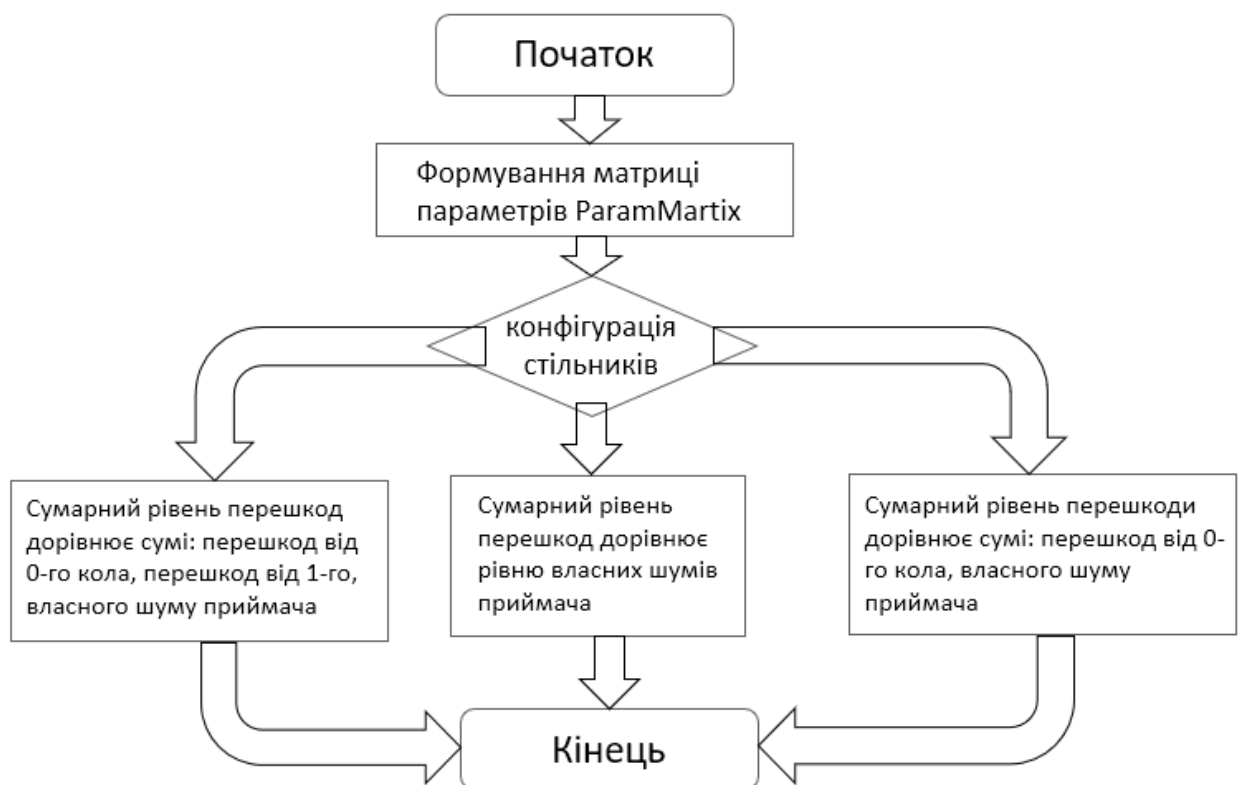 Початок
Формування матриці
параметрів ParamMartix
конфігурація
стільників
Сумарний рівень перешкод
дорівнює сумі: перешкод від
0-го кола, перешкод від 1-го,
власного шуму приймача
Сумарний рівень
перешкод дорівнює
рівню власних шумів
приймача
Сумарний рівень перешкоди
дорівнює сумі: перешкод від 0-
го кола, власного шуму
приймача
Кінець